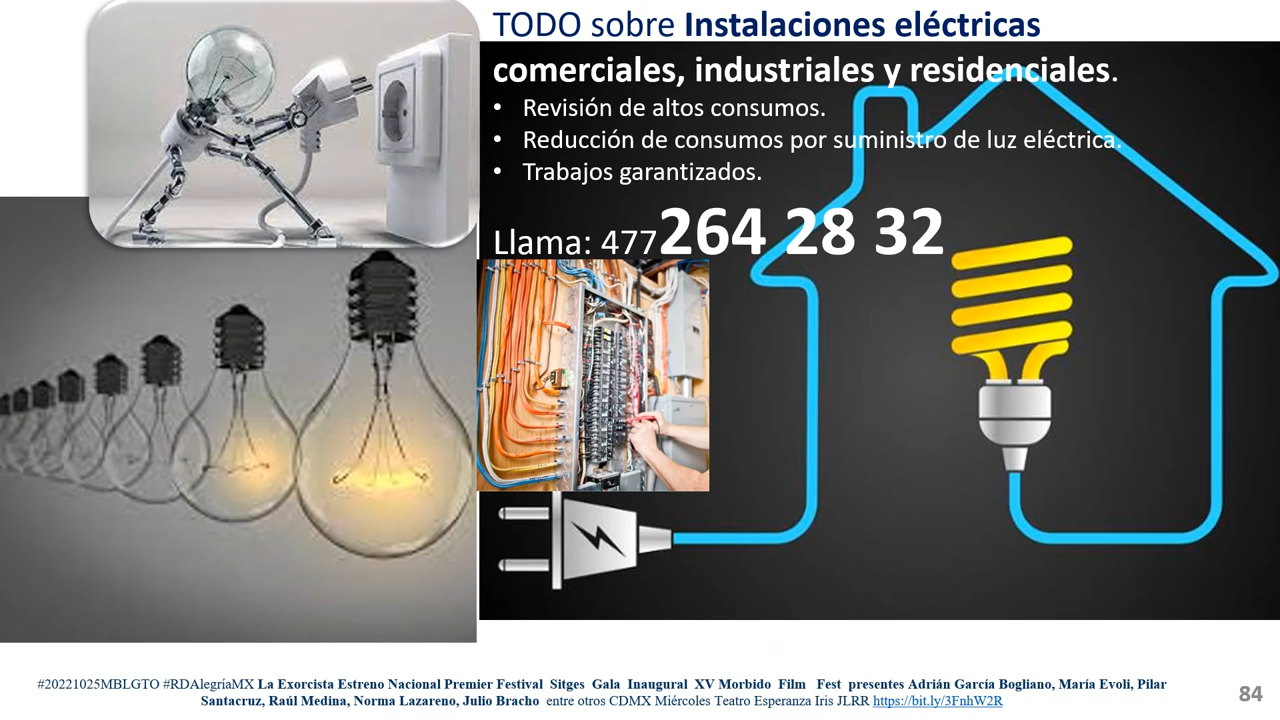 TODO sobre Instalaciones eléctricas
comerciales, industriales y residenciales.
• Revisión de altos consumos.
• Reducción de consumos por suministro de luz eléctrica.
• Trabajos garantizados.
Llama: 477264 28 32
#20221025MBLGTO #RDAlegríaMX La Exorcista Estreno Nacional Premier Festival Sitges Gala Inaugural XV Morbido Film Fest presentes Adrián García Bogliano, María Evoli, Pilar
Santacruz, Raúl Medina, Norma Lazareno, Julio Bracho entre otros CDMX Miércoles Teatro Esperanza Iris JLRR https://bit.ly/3FnhW2R
84